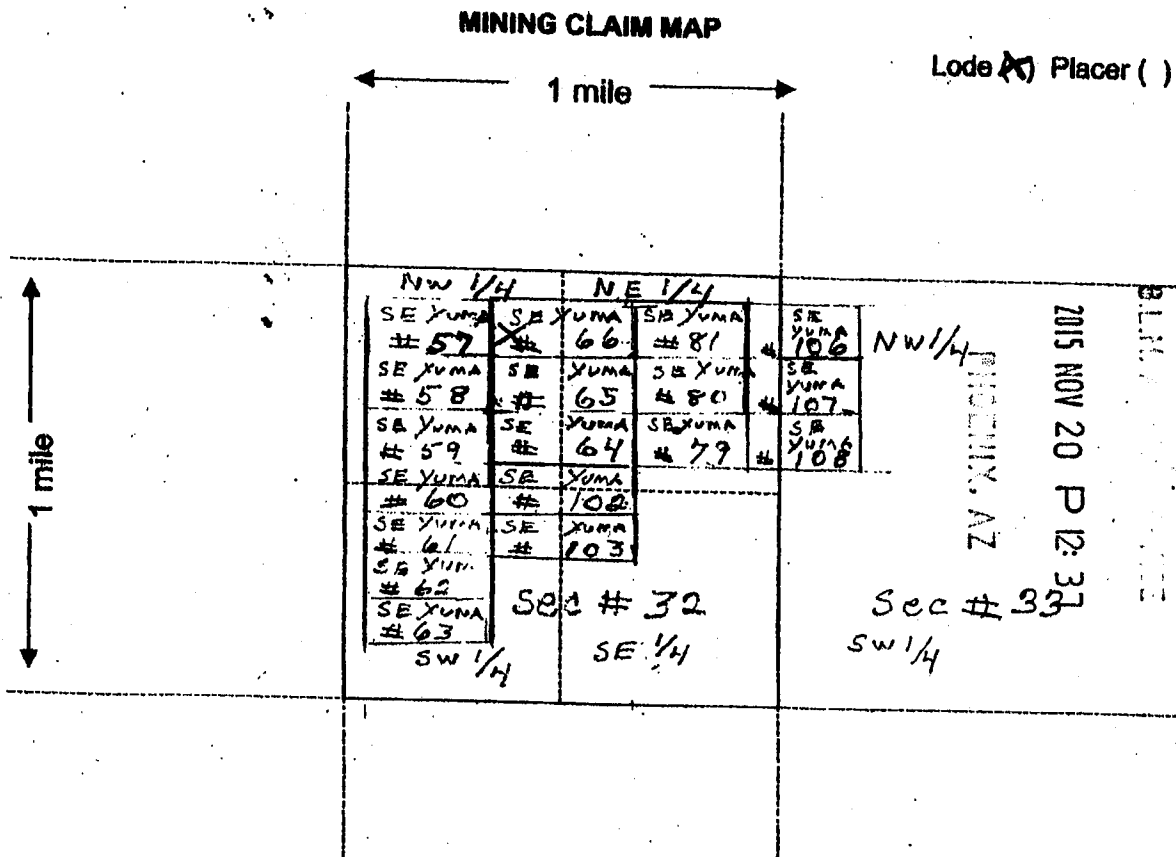 MINING CLAIM MAP
Lode (X) Placer ( )
1 mile
1 mile
NW 1/4
NE 1/4
NW 1/4
SE YUMA
# 57
SE YUMA
# 66
SE YUMA
# 81
SE
YUMA
# 106
SE YUMA
# 58
SE YUMA
# 65
SE YUMA
# 80
SE
YUMA
# 107
SE YUMA
# 59
SE YUMA
# 64
SE YUMA
# 79
SE
YUMA
# 108
SE YUMA
# 60
SE YUMA
# 102
SE YUMA
# 61
SE YUMA
# 103
SE YUM
# 62
SE YUMA
# 63
Sec # 32
Sec # 33
SW 1/4
SE 1/4
SW 1/4
B.L.M.
2015 NOV 20 P 12: 37
PHOENIX, AZ